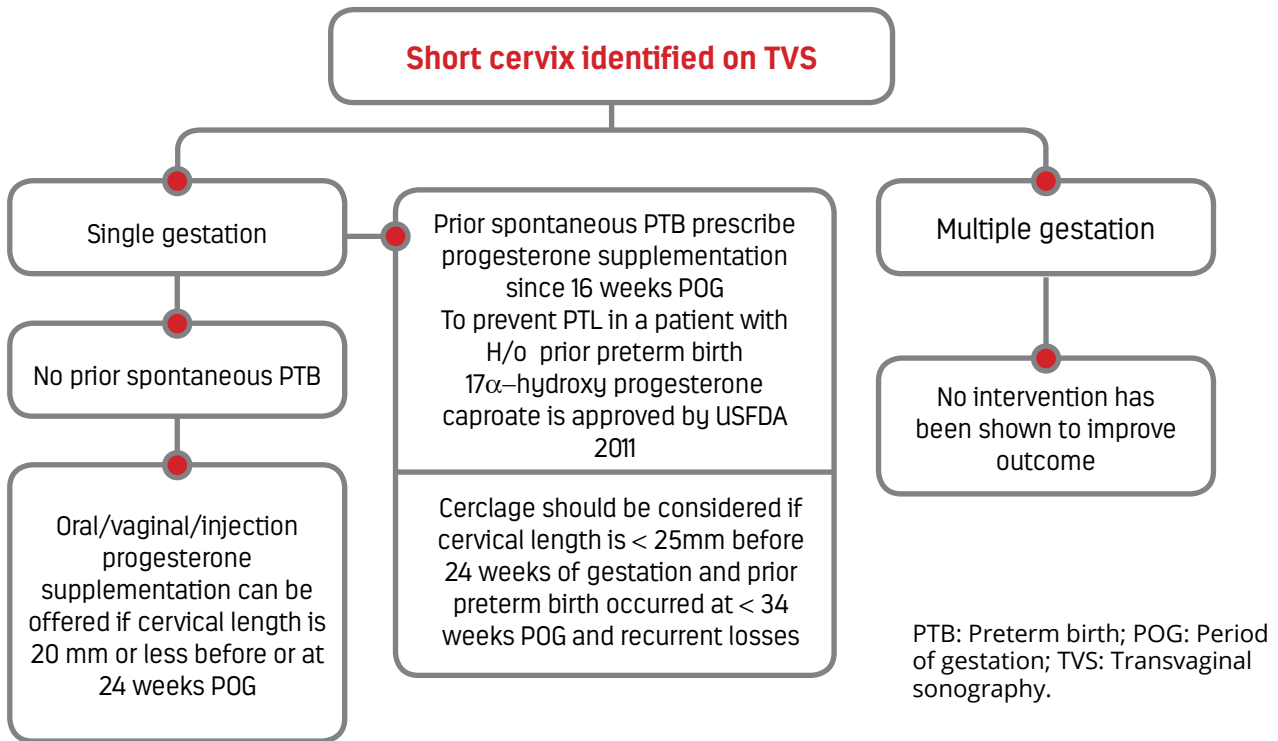 Short cervix identified on TVS
Single gestation
No prior spontaneous PTB
Oral/vaginal/injection
progesterone
supplementation can be
offered if cervical length is
20 mm or less before or at
24 weeks POG
Prior spontaneous PTB prescribe
progesterone supplementation
since 16 weeks POG
To prevent PTL in a patient with
H/o prior preterm birth
17α–hydroxy progesterone
caproate is approved by USFDA
2011
Cerclage should be considered if
cervical length is < 25mm before
24 weeks of gestation and prior
preterm birth occurred at < 34
weeks POG and recurrent losses
Multiple gestation
No intervention has
been shown to improve
outcome
PTB: Preterm birth; POG: Period
of gestation; TVS: Transvaginal
sonography.